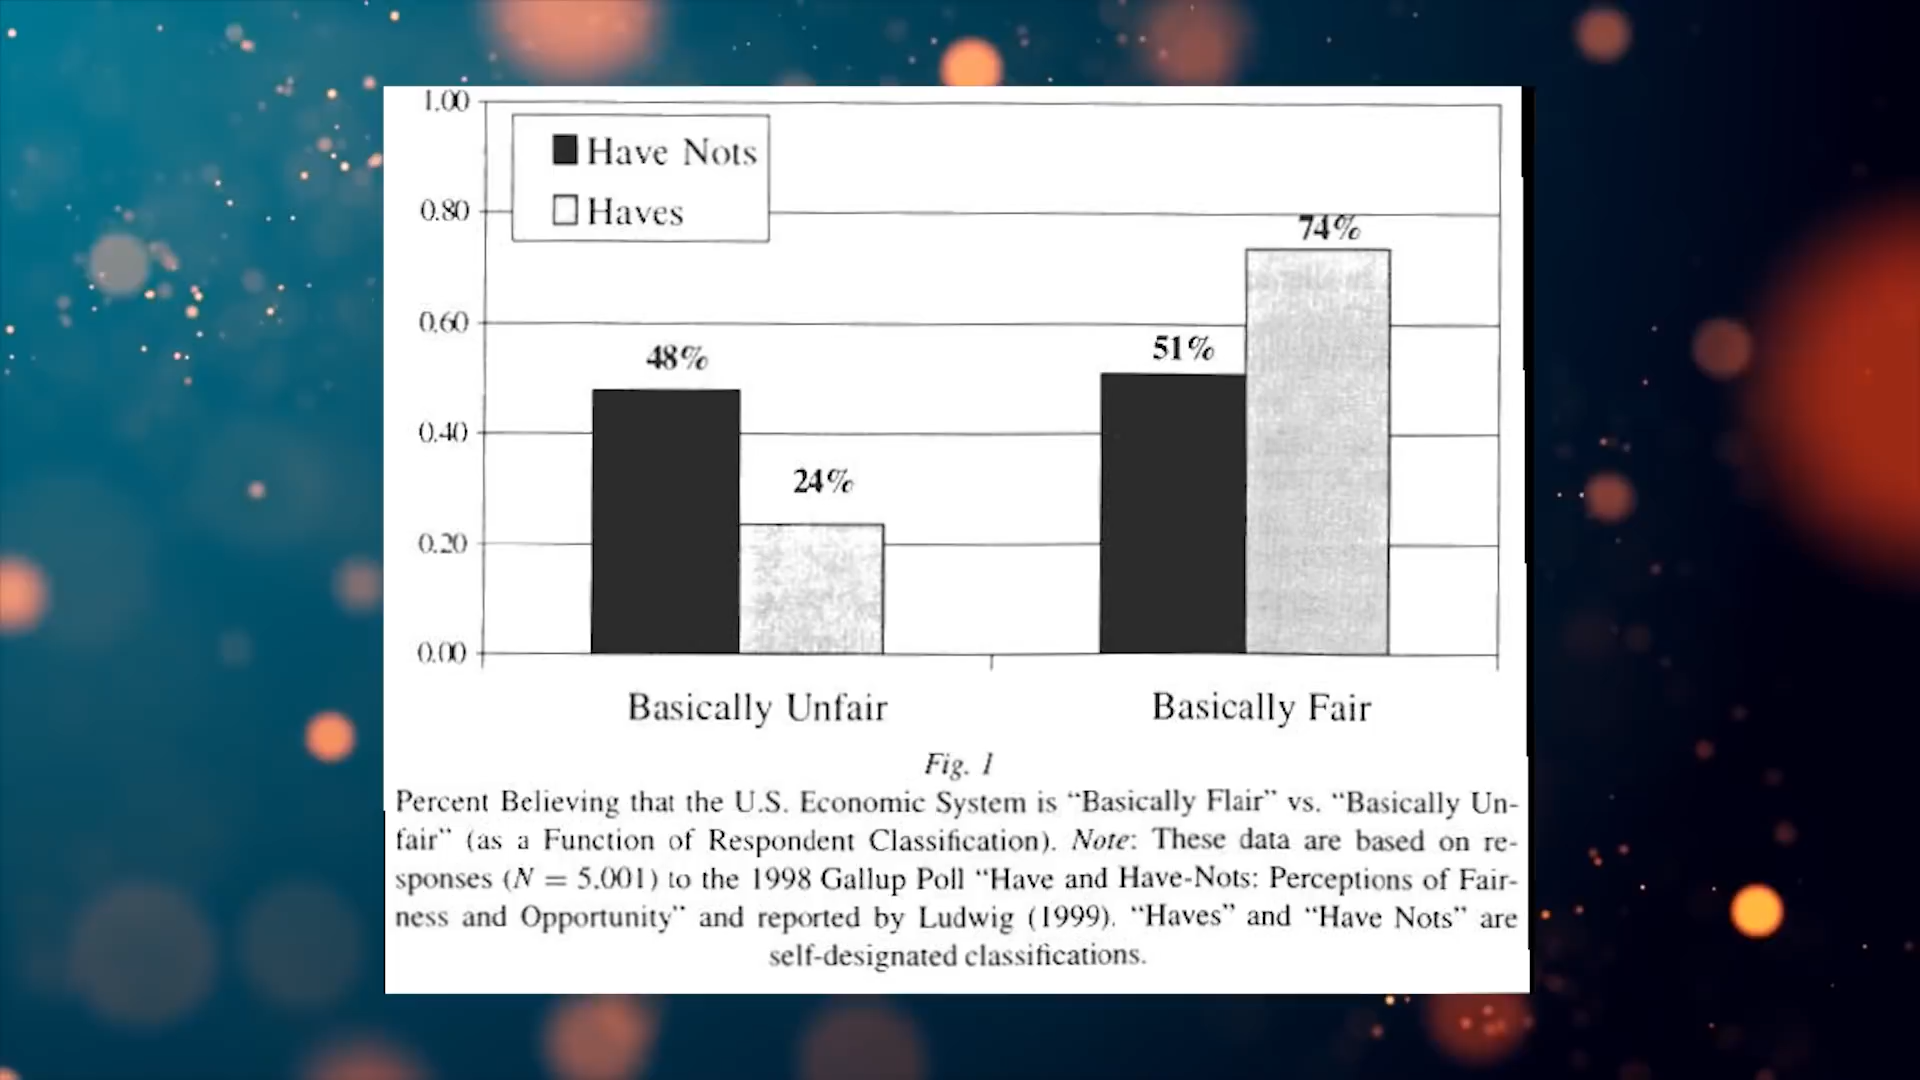 1.00
Have Nots
Haves
0.80
74%
0.60
51%
48%
0.40
24%
0.20
0.00
Basically Unfair
Basically Fair
Fig. 1
Percent Believing that the U.S. Economic System is “Basically Flair” vs. “Basically Un-
fair” (as a Function of Respondent Classification). Note: These data are based on re-
sponses (N = 5.001) to the 1998 Gallup Poll “Have and Have-Nots: Perceptions of Fair-
ness and Opportunity” and reported by Ludwig (1999). “Haves” and “Have Nots” are
self-designated classifications.